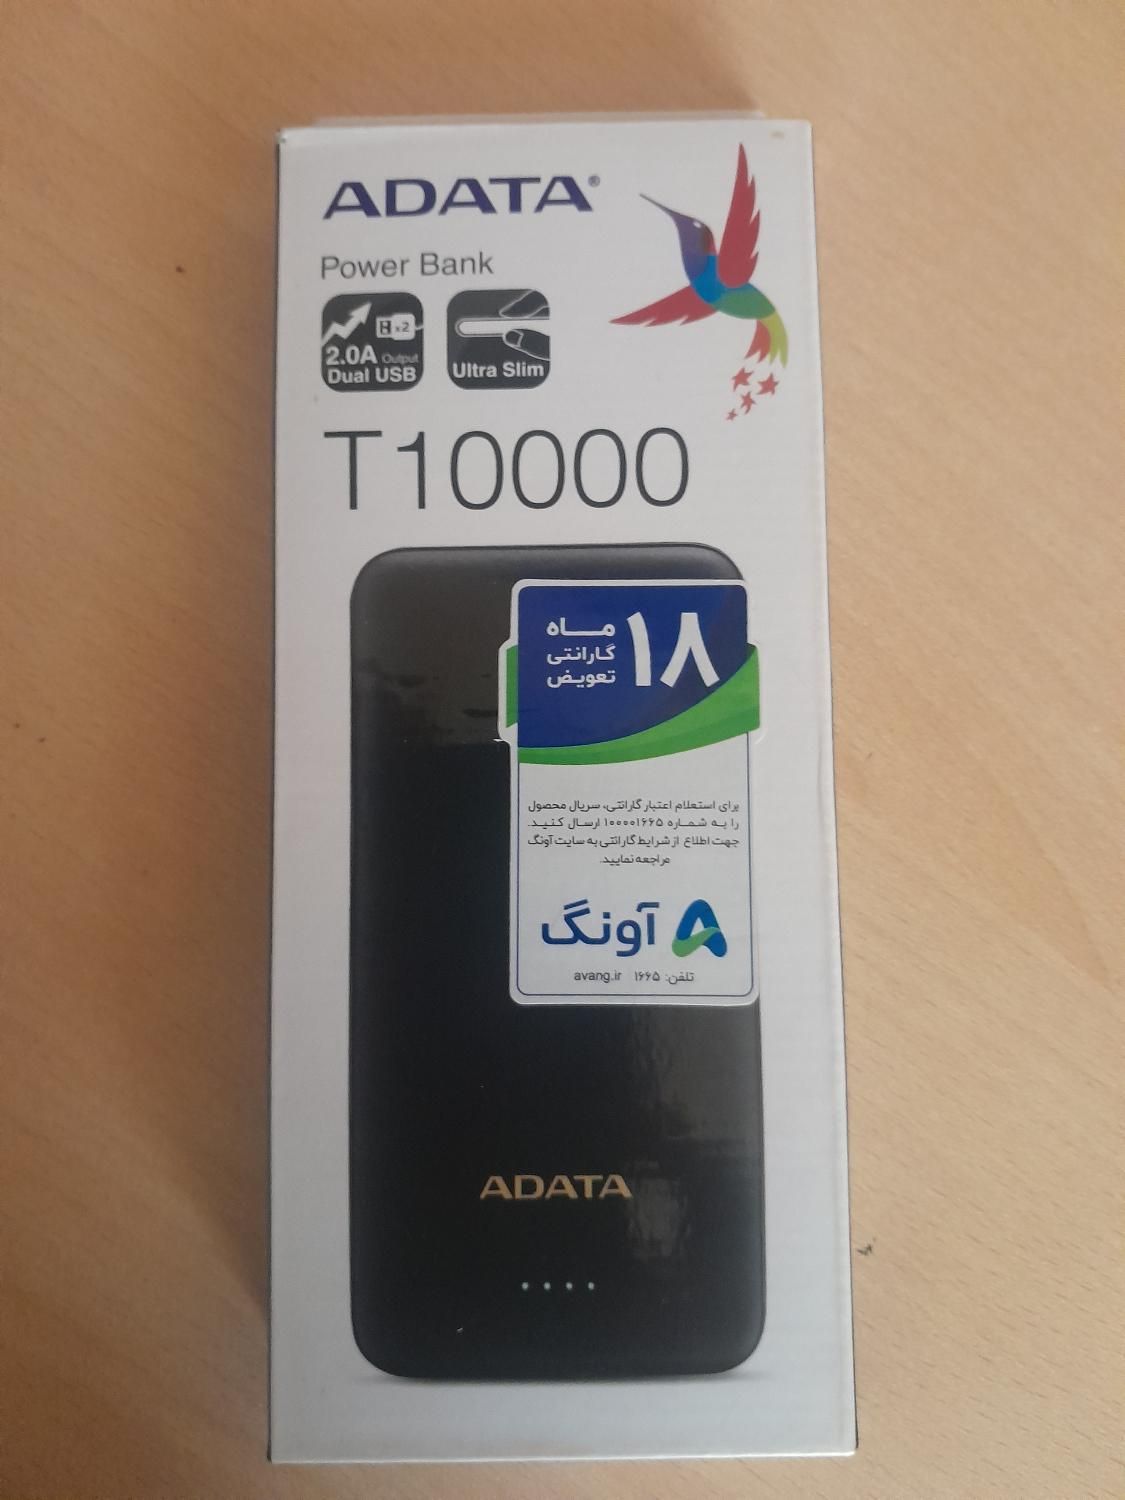 ADATA®
Power Bank
x2
2.0A Output
Dual USB
Ultra Slim
T10000
۱۸ ماه
گارانتی
تعویض
برای استعلام اعتبار گارانتی، سریال محصول
را به شماره ۱۰۰۰۰۱۶۶۵ ارسال کنید.
جهت اطلاع از شرایط گارانتی به سایت آونگ
مراجعه نمایید.
آونگ
تلفن: ۱۶۶۵ avang.ir
ADATA